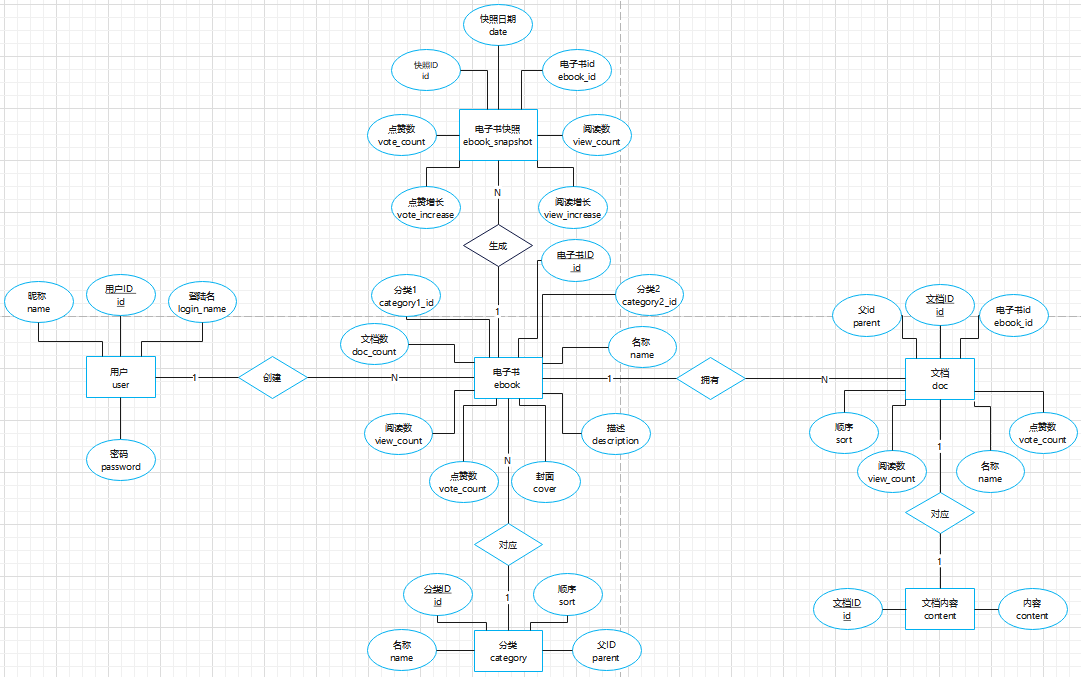 快照日期
date
快照ID
id
电子书id
ebook_id
点赞数
vote_count
电子书快照
ebook_snapshot
阅读数
view_count
点赞增长
vote_increase
N
阅读增长
view_increase
生成
电子书ID
id
昵称
name
用户ID
id
登陆名
login_name
分类1
category1_id
1
分类2
category2_id
父id
parent
文档ID
id
电子书id
ebook_id
文档数
doc_count
名称
name
用户
user
1
创建
N
电子书
ebook
1
拥有
N
文档
doc
阅读数
view_count
描述
description
顺序
sort
点赞数
vote_count
密码
password
点赞数
vote_count
N
封面
cover
阅读数
view_count
1
名称
name
对应
对应
1
分类ID
id
1
顺序
sort
文档ID
id
文档内容
content
内容
content
名称
name
分类
category
父ID
parent